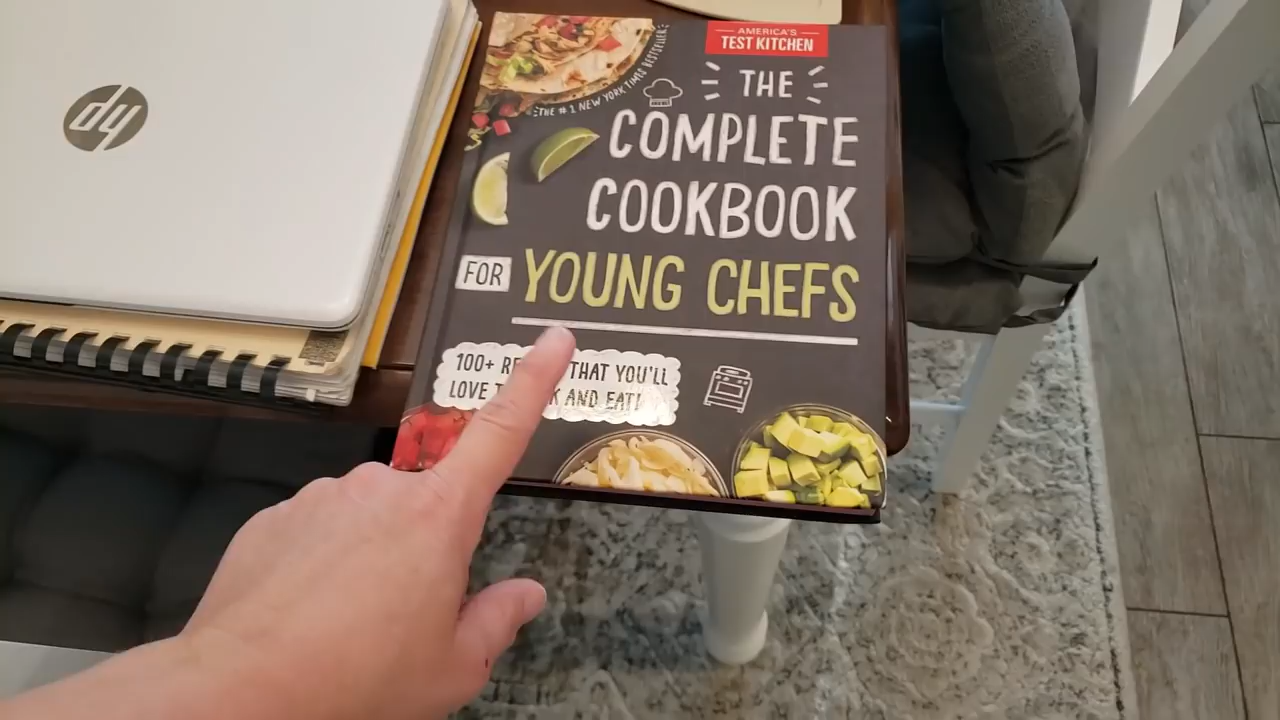 hp
AMERICA'S
TEST KITCHEN
THE #1 NEW YORK TIMES BESTSELLER
THE
COMPLETE
COOKBOOK
FOR YOUNG CHEFS
100+ THAT YOU'LL
LOVE AND EAT!